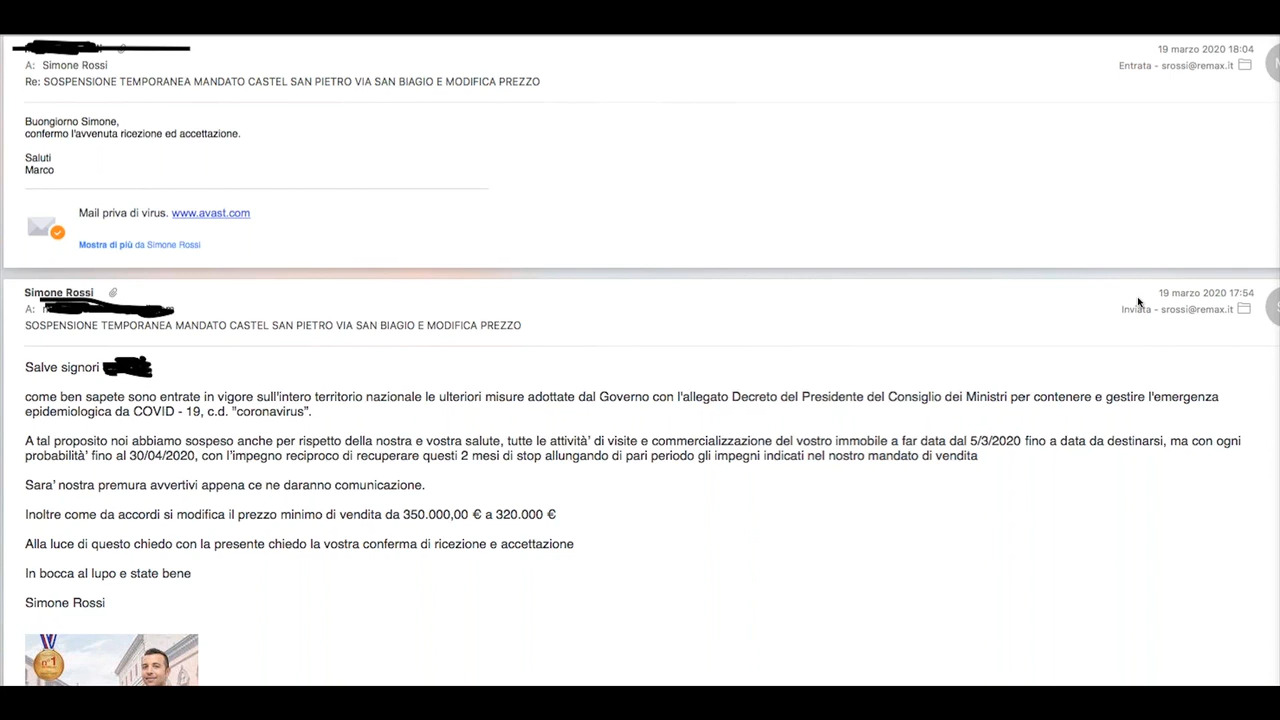 19 marzo 2020 18:04
A: Simone Rossi
Entrata - srossi@remax.it
Re: SOSPENSIONE TEMPORANEA MANDATO CASTEL SAN PIETRO VIA SAN BIAGIO E MODIFICA PREZZO
Buongiorno Simone,
confermo l'avvenuta ricezione ed accettazione.
Saluti
Marco
Mail priva di virus. www.avast.com
Mostra di più da Simone Rossi
Simone Rossi
19 marzo 2020 17:54
A:
Inviata - srossi@remax.it
SOSPENSIONE TEMPORANEA MANDATO CASTEL SAN PIETRO VIA SAN BIAGIO E MODIFICA PREZZO
Salve signori
come ben sapete sono entrate in vigore sull'intero territorio nazionale le ulteriori misure adottate dal Governo con l'allegato Decreto del Presidente del Consiglio dei Ministri per contenere e gestire l'emergenza
epidemiologica da COVID - 19, c.d. "coronavirus".
A tal proposito noi abbiamo sospeso anche per rispetto della nostra e vostra salute, tutte le attivita' di visite e commercializzazione del vostro immobile a far data dal 5/3/2020 fino a data da destinarsi, ma con ogni
probabilita' fino al 30/04/2020, con l'impegno reciproco di recuperare questi 2 mesi di stop allungando di pari periodo gli impegni indicati nel nostro mandato di vendita
Sara' nostra premura avvertivi appena ce ne daranno comunicazione.
Inoltre come da accordi si modifica il prezzo minimo di vendita da 350.000,00 € a 320.000 €
Alla luce di questo chiedo con la presente chiedo la vostra conferma di ricezione e accettazione
In bocca al lupo e state bene
Simone Rossi
n°1